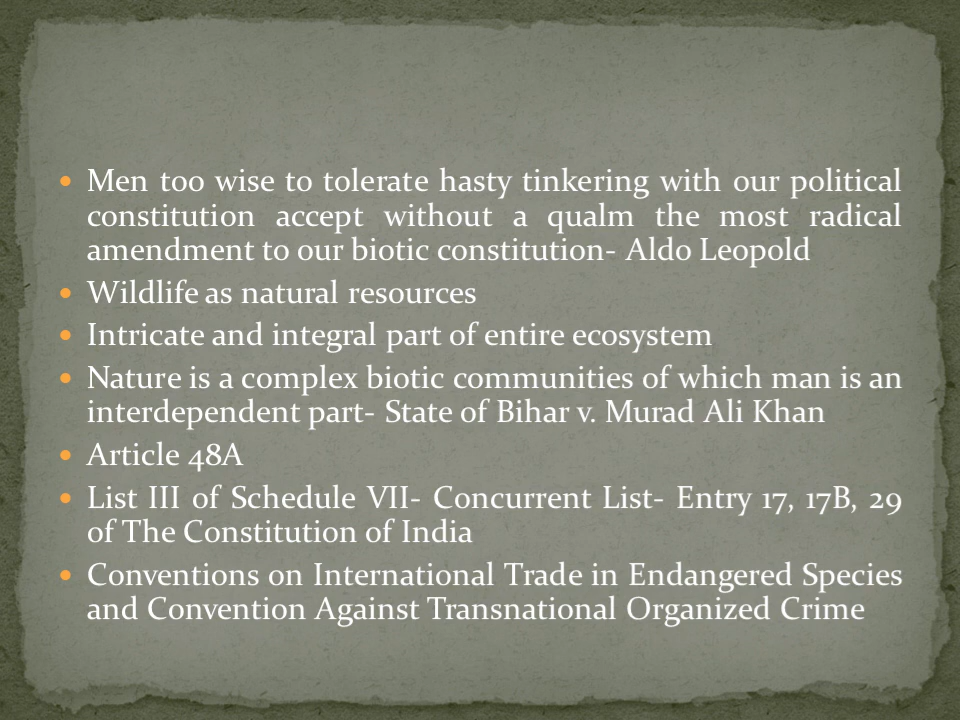 • Men too wise to tolerate hasty tinkering with our political
constitution accept without a qualm the most radical
amendment to our biotic constitution- Aldo Leopold
• Wildlife as natural resources
• Intricate and integral part of entire ecosystem
• Nature is a complex biotic communities of which man is an
interdependent part- State of Bihar v. Murad Ali Khan
• Article 48A
• List III of Schedule VII- Concurrent List- Entry 17, 17B, 29
of The Constitution of India
• Conventions on International Trade in Endangered Species
and Convention Against Transnational Organized Crime